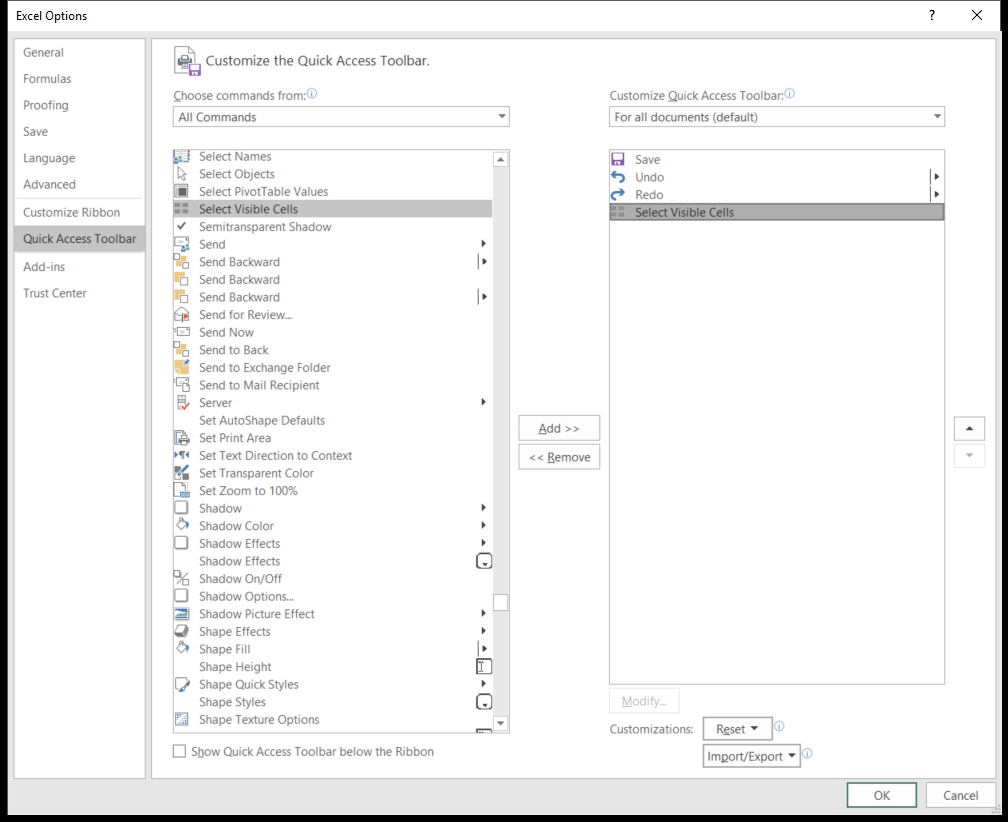 Excel Options
?
General
Formulas
Proofing
Save
Language
Advanced
Customize Ribbon
Quick Access Toolbar
Add-ins
Trust Center
Customize the Quick Access Toolbar.
Choose commands from:
All Commands
Select Names
Select Objects
Select PivotTable Values
Select Visible Cells
Semitransparent Shadow
Send
Send Backward
Send Backward
Send Backward
Send for Review...
Send Now
Send to Back
Send to Exchange Folder
Send to Mail Recipient
Server
Set AutoShape Defaults
Set Print Area
Set Text Direction to Context
Set Transparent Color
Set Zoom to 100%
Shadow
Shadow Color
Shadow Effects
Shadow Effects
Shadow On/Off
Shadow Options...
Shadow Picture Effect
Shape Effects
Shape Fill
Shape Height
Shape Quick Styles
Shape Styles
Shape Texture Options
Show Quick Access Toolbar below the Ribbon
Add >>
<< Remove
Customize Quick Access Toolbar:
For all documents (default)
Save
Undo
Redo
Select Visible Cells
Modify...
Customizations: Reset
Import/Export
OK Cancel